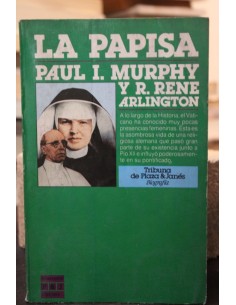 LA PAPISA
PAUL I. MURPHY
Y R. RENE
ARLINGTON
A lo largo de la Historia, el Vati-
cano ha conocido muy pocas
presencias femeninas. Esta es
la asombrosa vida de una reli-
giosa alemana que pasó gran
parte de su existencia junto a
Pío XII e influyó poderosamen-
te en su pontificado.
Tribuna
de Plaza & Janés
Biografía